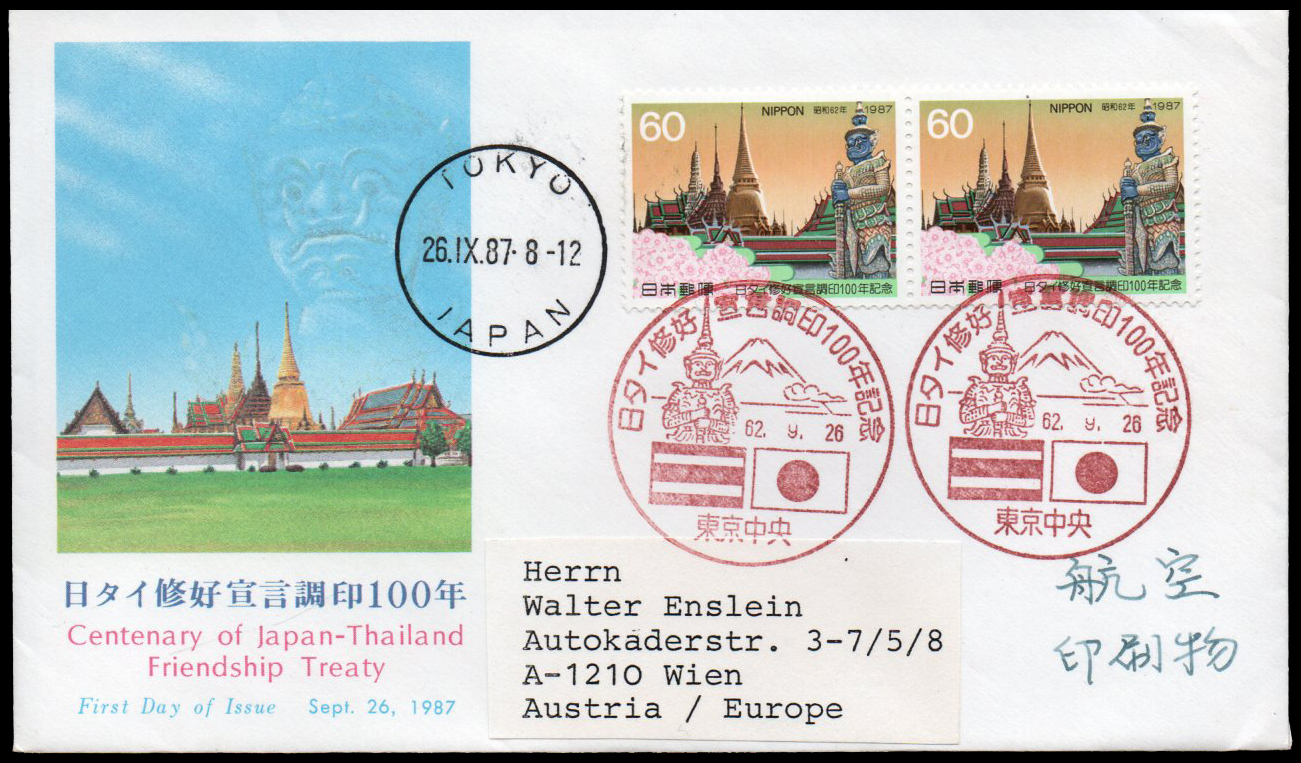 60 NIPPON 昭和62年 1987
日本郵便 日タイ修好宣言調印100年記念
60 NIPPON 昭和62年 1987
日本郵便 日タイ修好宣言調印100年記念
TOKYO
26.IX.87· 8 -12
JAPAN
日タイ修好宣言調印100年記念
62. 9. 26
東京中央
日タイ修好宣言調印100年記念
62. 9. 26
東京中央
日タイ修好宣言調印100年
Centenary of Japan-Thailand
Friendship Treaty
First Day of Issue Sept. 26, 1987
Herrn
Walter Enslein
Autokaderstr. 3-7/5/8
A-1210 Wien
Austria / Europe
航空
印刷物